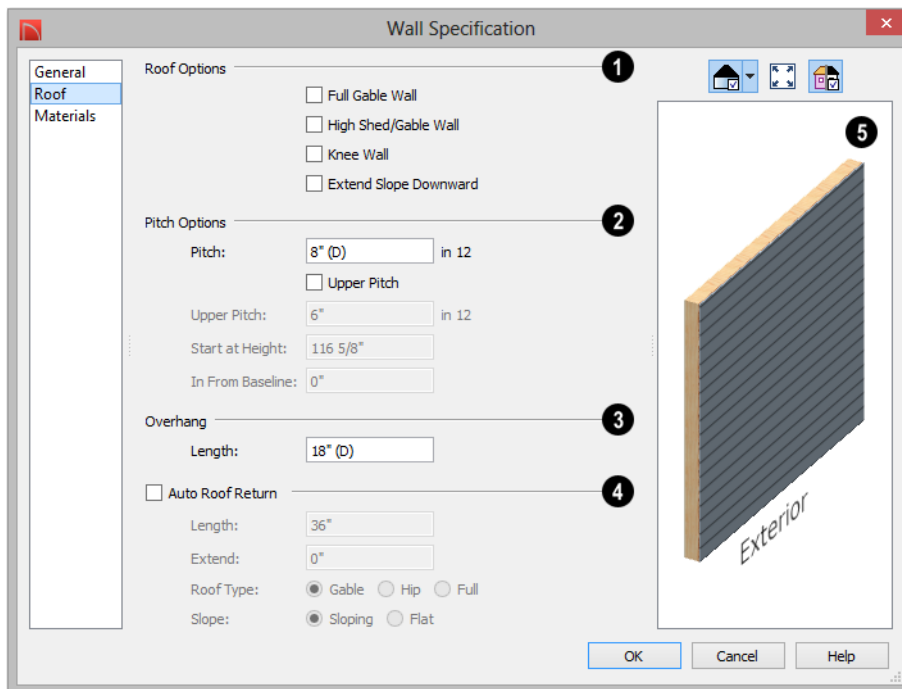 Wall Specification
General
Roof
Materials
Roof Options
1
Full Gable Wall
High Shed/Gable Wall
Knee Wall
Extend Slope Downward
Pitch Options
2
Pitch: 8" (D) in 12
Upper Pitch
Upper Pitch: 6" in 12
Start at Height: 116 5/8"
In From Baseline: 0"
Overhang
3
Length: 18" (D)
Auto Roof Return
4
Length: 36"
Extend: 0"
Roof Type: Gable Hip Full
Slope: Sloping Flat
5
Exterior
OK Cancel Help